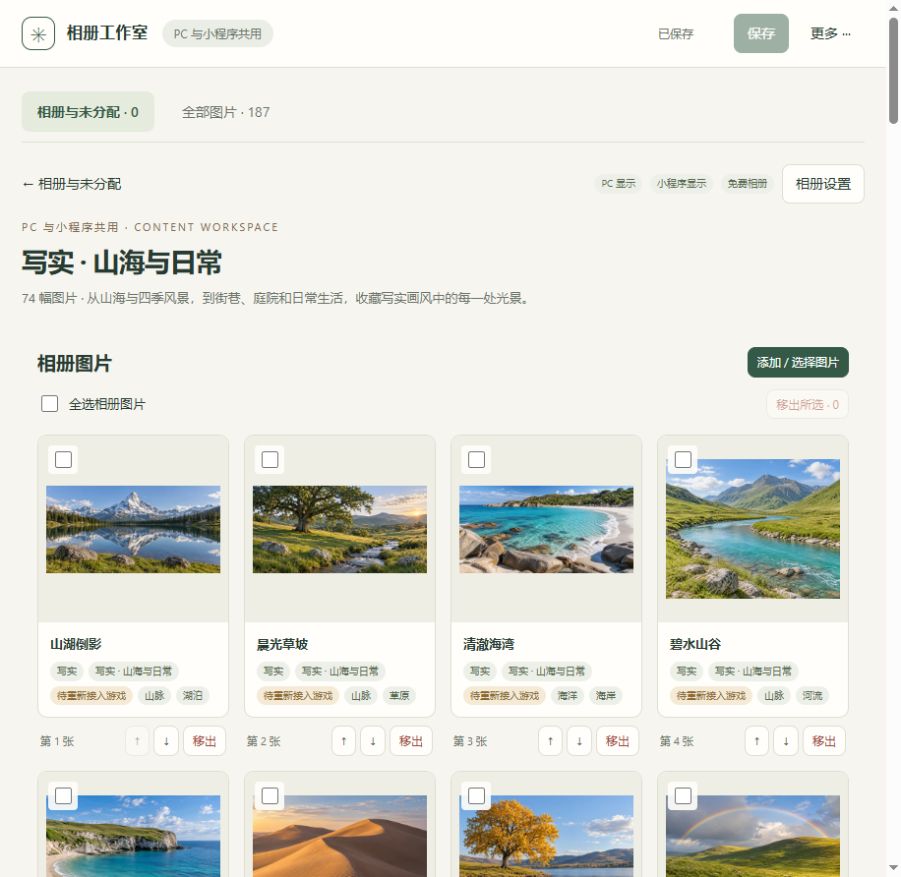 相册工作室 PC 与小程序共用 已保存 保存 更多 ···
相册与未分配 · 0 全部图片 · 187
← 相册与未分配 PC 显示 小程序显示 免费相册 相册设置
PC 与小程序共用 · CONTENT WORKSPACE
写实 · 山海与日常
74 幅图片 · 从山海与四季风景，到街巷、庭院和日常生活，收藏写实画风中的每一处光景。
相册图片 添加 / 选择图片
全选相册图片 移出所选 · 0
山湖倒影 晨光草坡 清澈海湾 碧水山谷
写实 写实 · 山海与日常 写实 写实 · 山海与日常 写实 写实 · 山海与日常 写实 写实 · 山海与日常
待重新接入游戏 山脉 湖泊 待重新接入游戏 山脉 草原 待重新接入游戏 海洋 海岸 待重新接入游戏 山脉 河流
第 1 张 ↑ ↓ 移出 第 2 张 ↑ ↓ 移出 第 3 张 ↑ ↓ 移出 第 4 张 ↑ ↓ 移出